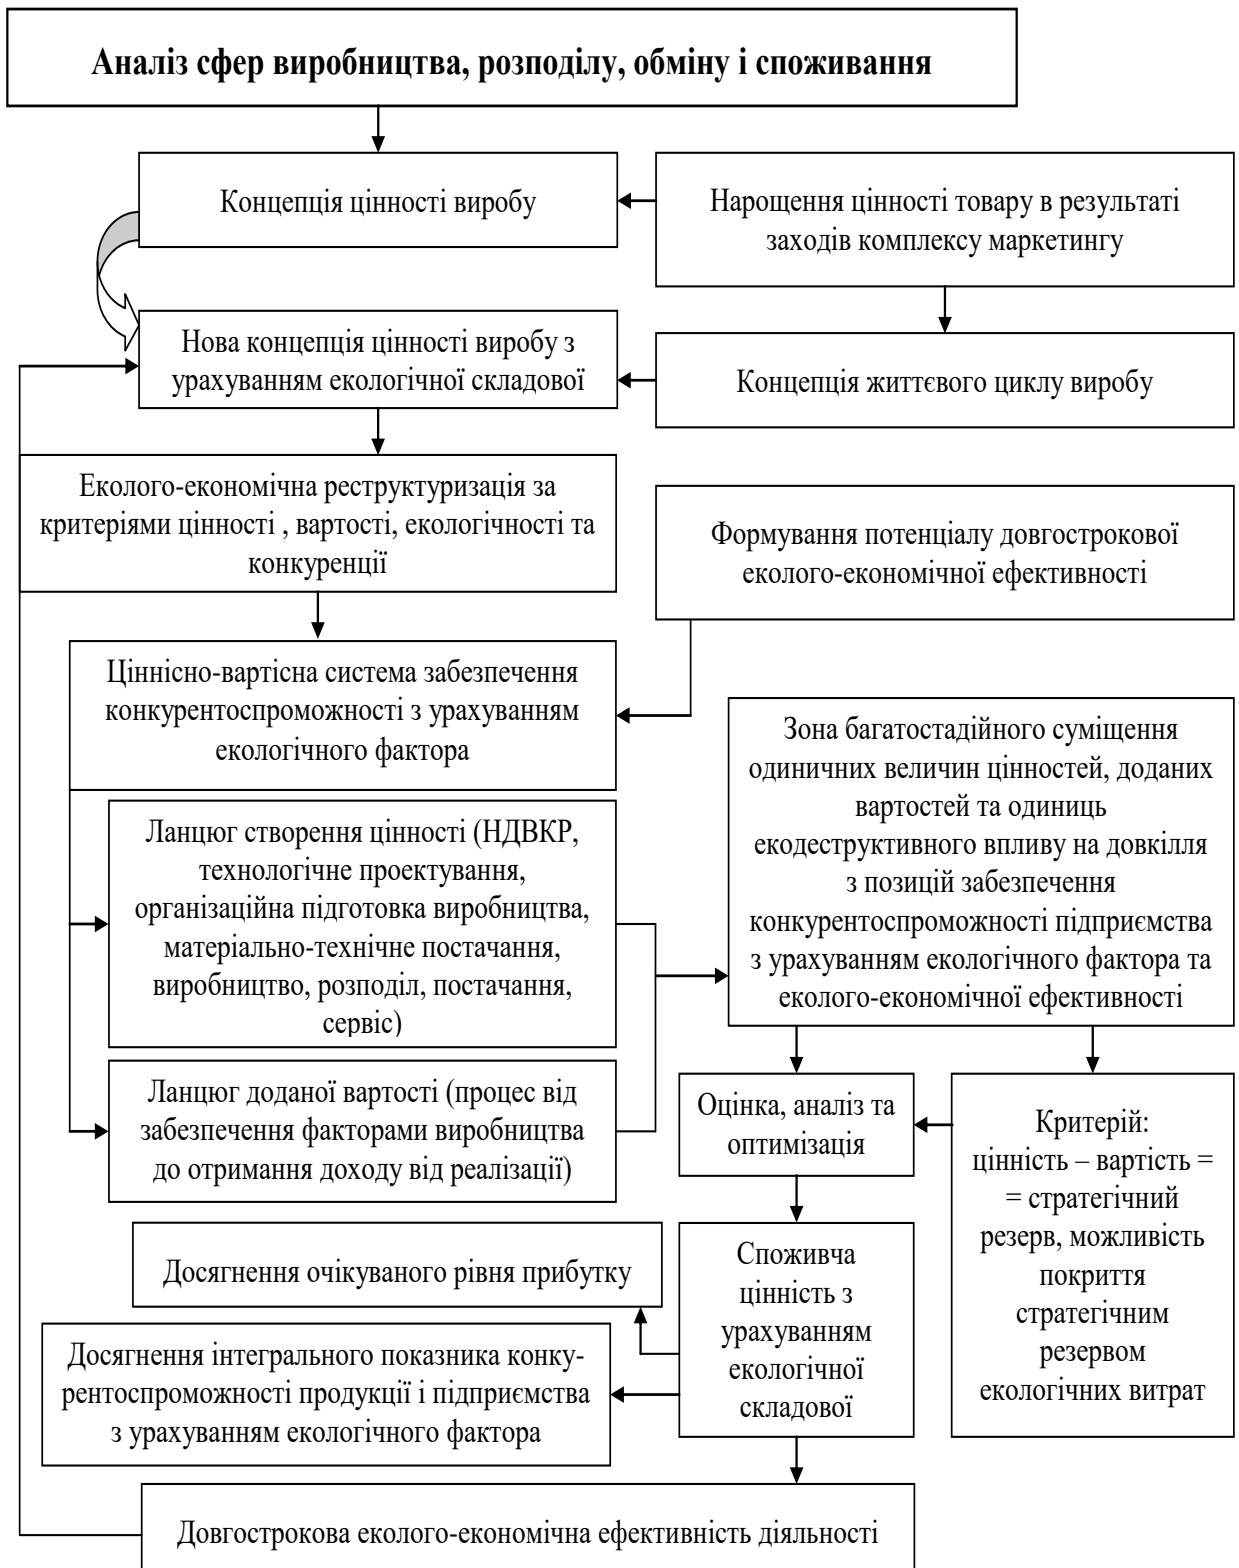 Аналіз сфер виробництва, розподілу, обміну і споживання
Концепція цінності виробу
Нарощення цінності товару в результаті
заходів комплексу маркетингу
Нова концепція цінності виробу з
урахуванням екологічної складової
Концепція життєвого циклу виробу
Еколого-економічна реструктуризація за
критеріями цінності , вартості, екологічності та
конкуренції
Формування потенціалу довгострокової
еколого-економічної ефективності
Ціннісно-вартісна система забезпечення
конкурентоспроможності з урахуванням
екологічного фактора
Зона багатостадійного суміщення
одиничних величин цінностей, доданих
вартостей та одиниць
екодеструктивного впливу на довкілля
з позицій забезпечення
конкурентоспроможності підприємства
з урахуванням екологічного фактора та
еколого-економічної ефективності
Ланцюг створення цінності (НДВКР,
технологічне проектування,
організаційна підготовка виробництва,
матеріально-технічне постачання,
виробництво, розподіл, постачання,
сервіс)
Ланцюг доданої вартості (процес від
забезпечення факторами виробництва
до отримання доходу від реалізації)
Оцінка, аналіз та
оптимізація
Критерій:
цінність – вартість =
= стратегічний
резерв, можливість
покриття
стратегічним
резервом
екологічних витрат
Споживча
цінність з
урахуванням
екологічної
складової
Досягнення очікуваного рівня прибутку
Досягнення інтегрального показника конку-
рентоспроможності продукції і підприємства
з урахуванням екологічного фактора
Довгострокова еколого-економічна ефективність діяльності